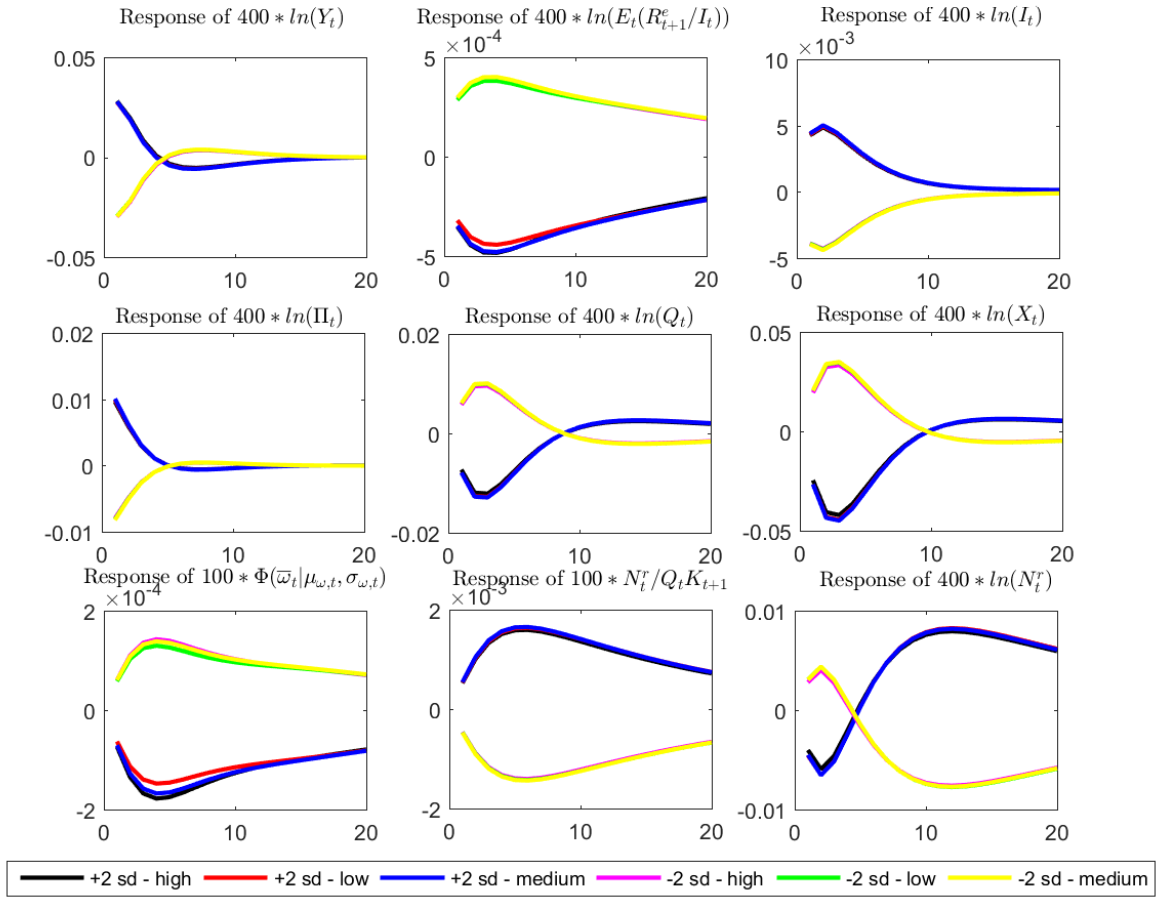 Response of 400 * ln(Y_t)
0.05
0
-0.05
0 10 20
Response of 400 * ln(E_t(R^e_{t+1}/I_t))
×10^-4
5
0
-5
0 10 20
Response of 400 * ln(I_t)
×10^-3
10
5
0
-5
0 10 20
Response of 400 * ln(Π_t)
0.02
0.01
0
-0.01
0 10 20
Response of 400 * ln(Q_t)
0.02
0
-0.02
0 10 20
Response of 400 * ln(X_t)
0.05
0
-0.05
0 10 20
Response of 100 * Φ(ω̅_t|μ_{ω,t}, σ_{ω,t})
×10^-4
2
0
-2
0 10 20
Response of 100 * N^r_t/Q_tK_{t+1}
×10^-3
2
0
-2
0 10 20
Response of 400 * ln(N^r_t)
0.01
0
-0.01
0 10 20
+2 sd - high +2 sd - low +2 sd - medium -2 sd - high -2 sd - low -2 sd - medium